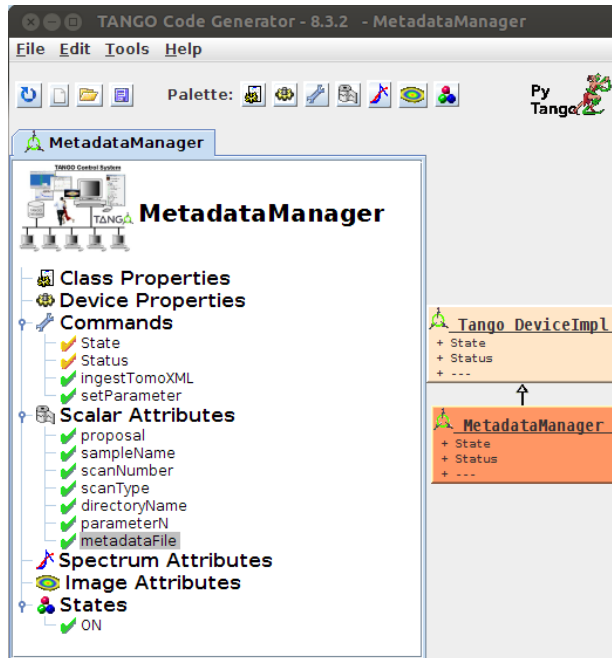 TANGO Code Generator - 8.3.2 - MetadataManager
File Edit Tools Help
Palette:
Py
Tango
MetadataManager
TANGO Control System
TANGO
MetadataManager
Class Properties
Device Properties
Commands
State
Status
ingestTomoXML
setParameter
Scalar Attributes
proposal
sampleName
scanNumber
scanType
directoryName
parameterN
metadataFile
Spectrum Attributes
Image Attributes
States
ON
Tango DeviceImpl
+ State
+ Status
+ ---
MetadataManager
+ State
+ Status
+ ---